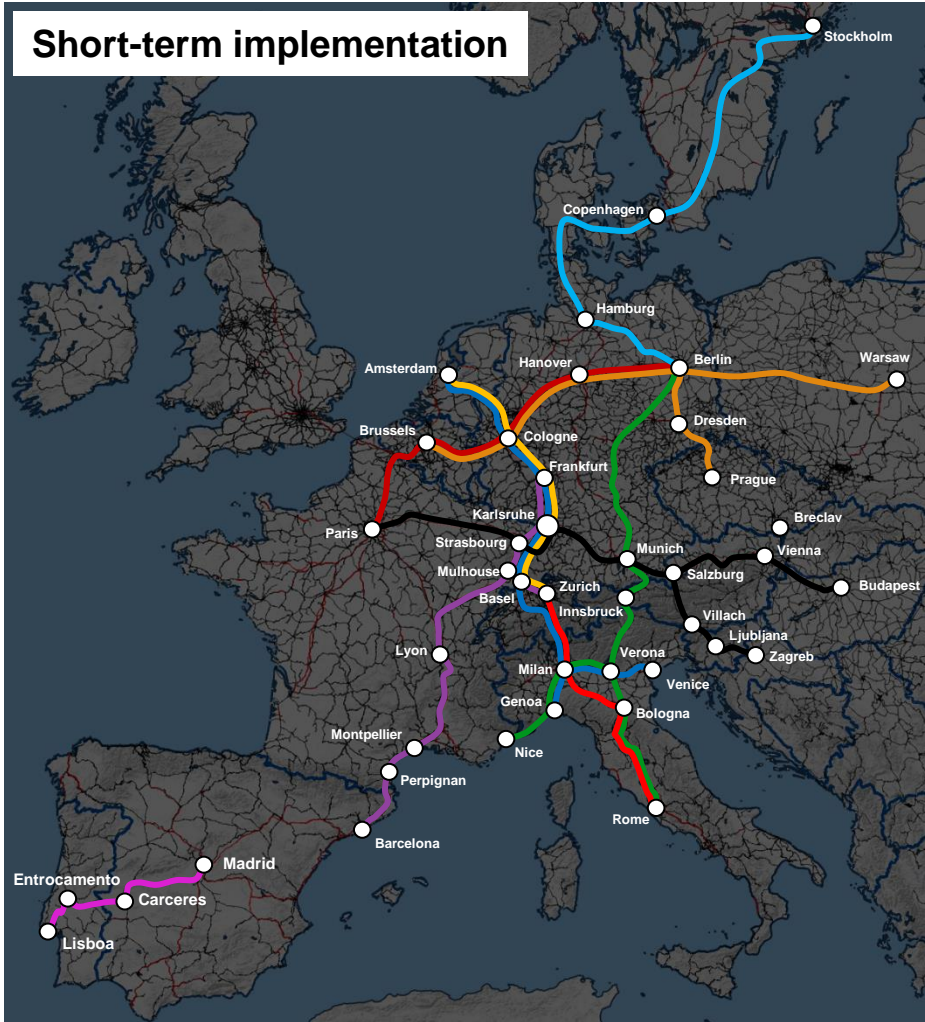 Short-term implementation
Stockholm
Copenhagen
Hamburg
Berlin
Hanover
Warsaw
Amsterdam
Dresden
Brussels
Cologne
Frankfurt
Prague
Karlsruhe
Breclav
Paris
Strasbourg
Munich
Vienna
Mulhouse
Salzburg
Basel
Zurich
Budapest
Innsbruck
Villach
Ljubljana
Lyon
Verona
Zagreb
Milan
Venice
Genoa
Bologna
Montpellier
Nice
Perpignan
Rome
Barcelona
Madrid
Entrocamento
Carceres
Lisboa